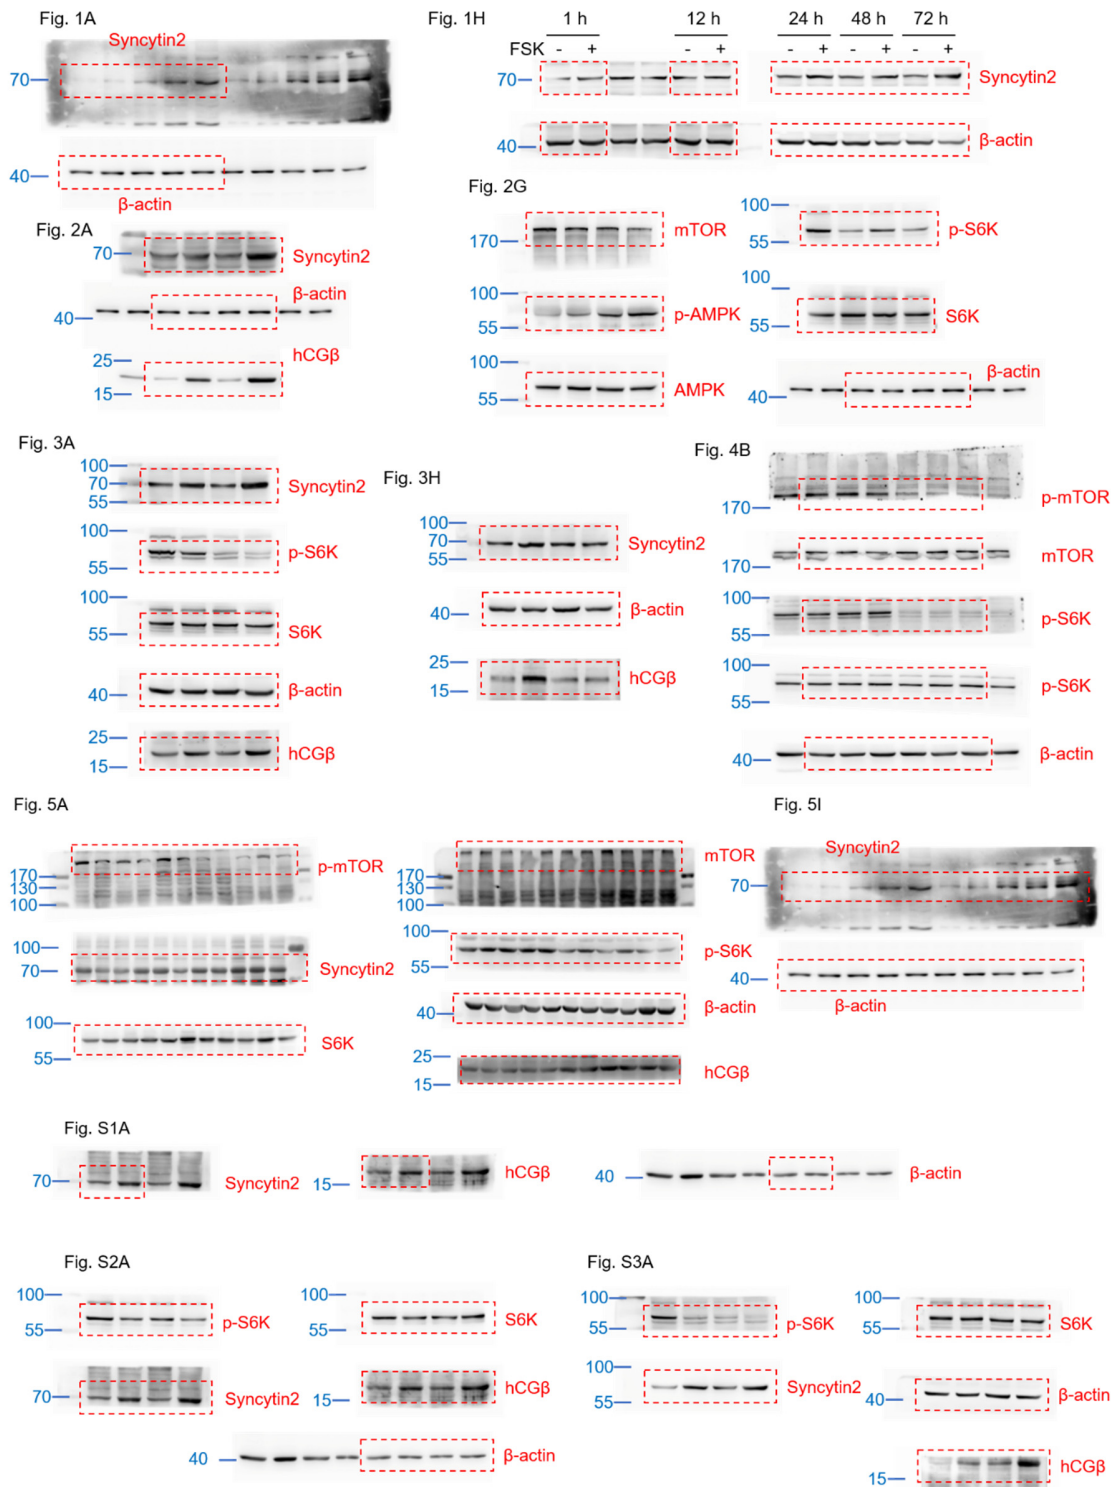 Fig. 1A
Syncytin2
70
40
β-actin
Fig. 1H
1 h
12 h
24 h
48 h
72 h
FSK
- +
- +
- +
- +
- +
70
Syncytin2
40
β-actin
Fig. 2A
70
Syncytin2
β-actin
40
hCGβ
25
15
Fig. 2G
170
mTOR
100
55
p-AMPK
100
55
AMPK
100
55
p-S6K
100
55
S6K
β-actin
40
Fig. 3A
100
70
55
Syncytin2
100
55
p-S6K
100
55
S6K
40
β-actin
25
15
hCGβ
Fig. 3H
100
70
55
Syncytin2
40
β-actin
25
15
hCGβ
Fig. 4B
170
p-mTOR
170
mTOR
100
55
p-S6K
100
55
p-S6K
40
β-actin
Fig. 5A
170
130
100
p-mTOR
100
70
Syncytin2
100
55
S6K
mTOR
170
130
100
100
55
p-S6K
40
β-actin
25
15
hCGβ
Fig. 5I
Syncytin2
70
40
β-actin
Fig. S1A
70
Syncytin2
15
hCGβ
40
β-actin
Fig. S2A
100
55
p-S6K
100
55
S6K
70
Syncytin2
15
hCGβ
40
β-actin
Fig. S3A
100
55
p-S6K
100
55
S6K
100
55
Syncytin2
40
β-actin
15
hCGβ